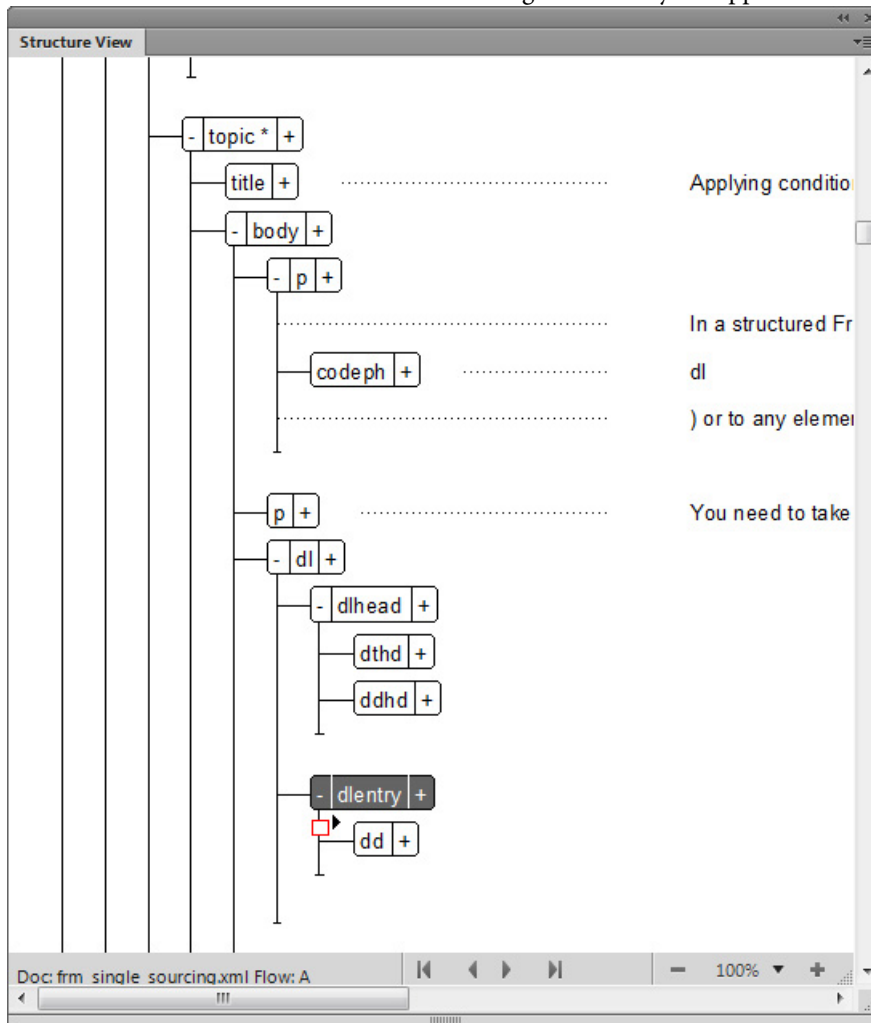 Structure View
- topic * +
title + Applying conditio
- body +
- p +
In a structured Fr
codeph + dl
) or to any elemen
p + You need to take
- dl +
- dlhead +
dthd +
ddhd +
- dlentry +
dd +
Doc: frm_single_sourcing.xml Flow: A 100%